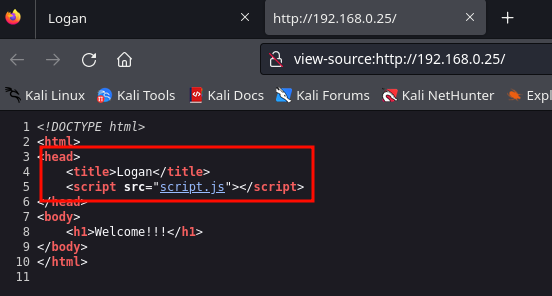 Logan
http://192.168.0.25/
view-source:http://192.168.0.25/
Kali Linux Kali Tools Kali Docs Kali Forums Kali NetHunter
1 <!DOCTYPE html>
2 <html>
3 <head>
4 <title>Logan</title>
5 <script src="script.js"></script>
6 </head>
7 <body>
8 <h1>Welcome!!!</h1>
9 </body>
10 </html>
11